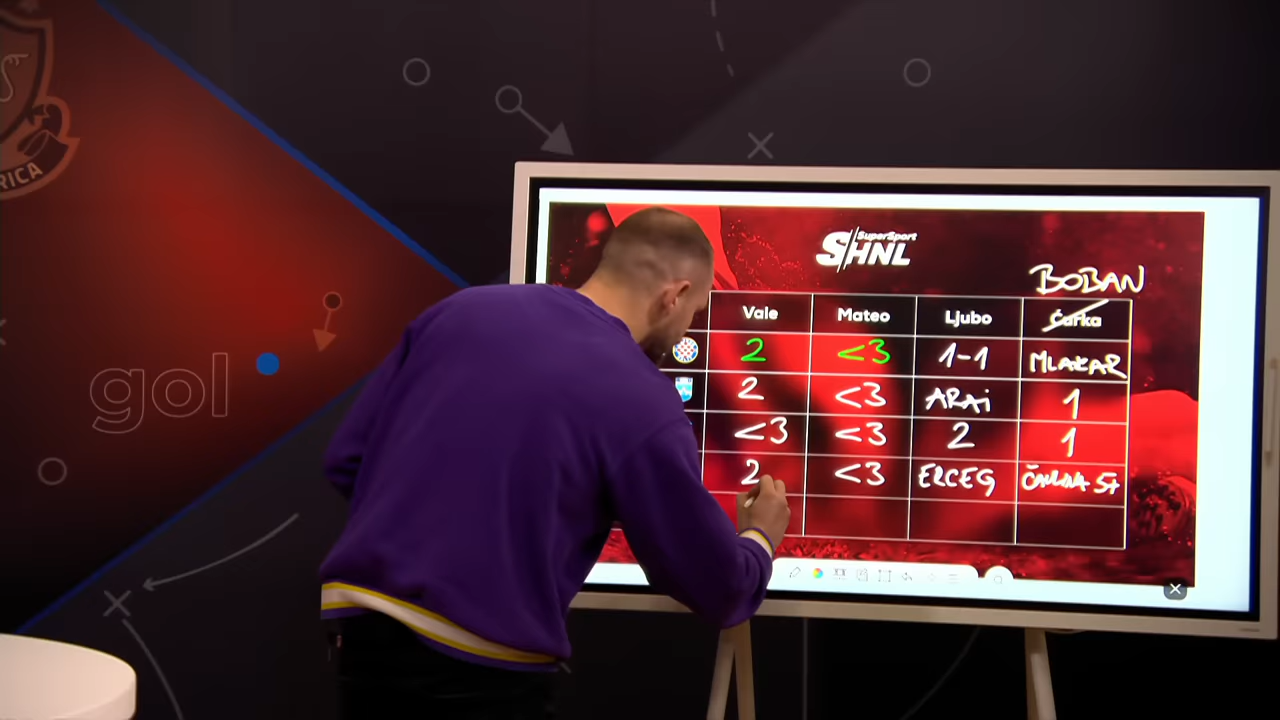 RICA
gol
SuperSport
SHNL
BOBAN
Vale Mateo Ljubo Čarka
2 <3 1-1 MLAKAR
2 <3 ARAi 1
<3 <3 2 1
2 <3 ERCEG